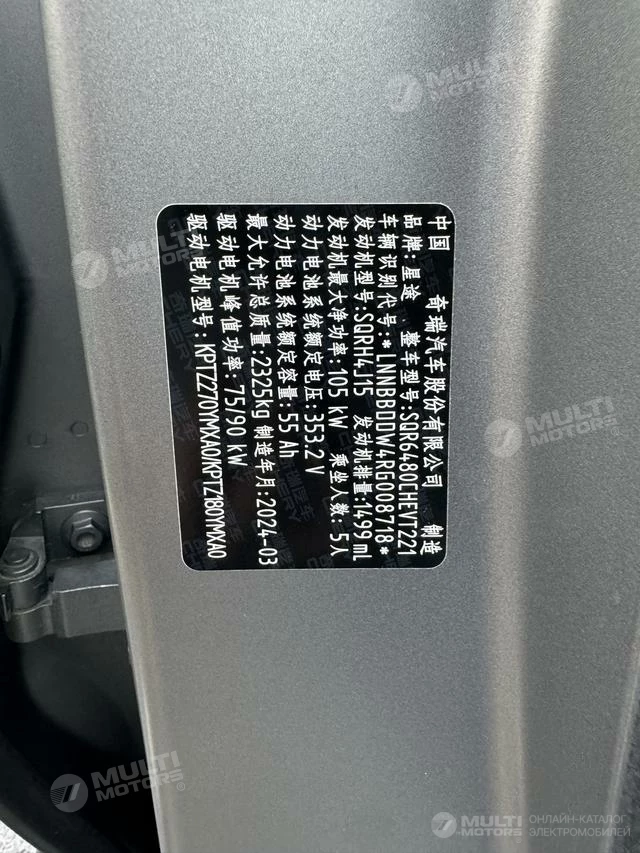 中国 奇瑞汽车股份有限公司 制造
品牌:星途 整车型号:SQR6480CHEVT221
车辆识别代号:*LNNBBDDW4RG008718*
发动机型号:SQRH4J15 发动机排量:1499 mL
发动机最大净功率:105 kW 乘坐人数:5人
动力电池系统额定电压:353.2 V
动力电池系统额定容量:55 Ah
最大允许总质量:2325kg 制造年月:2024-03
驱动电机峰值功率:75/90 kW
驱动电机型号:KPTZ270YMXA0/KPTZ180YMXA0
MULTI MOTORS
MULTI MOTORS
MULTI MOTORS
MULTI MOTORS
MULTI MOTORS ОНЛАЙН-КАТАЛОГ ЭЛЕКТРОМОБИЛЕЙ